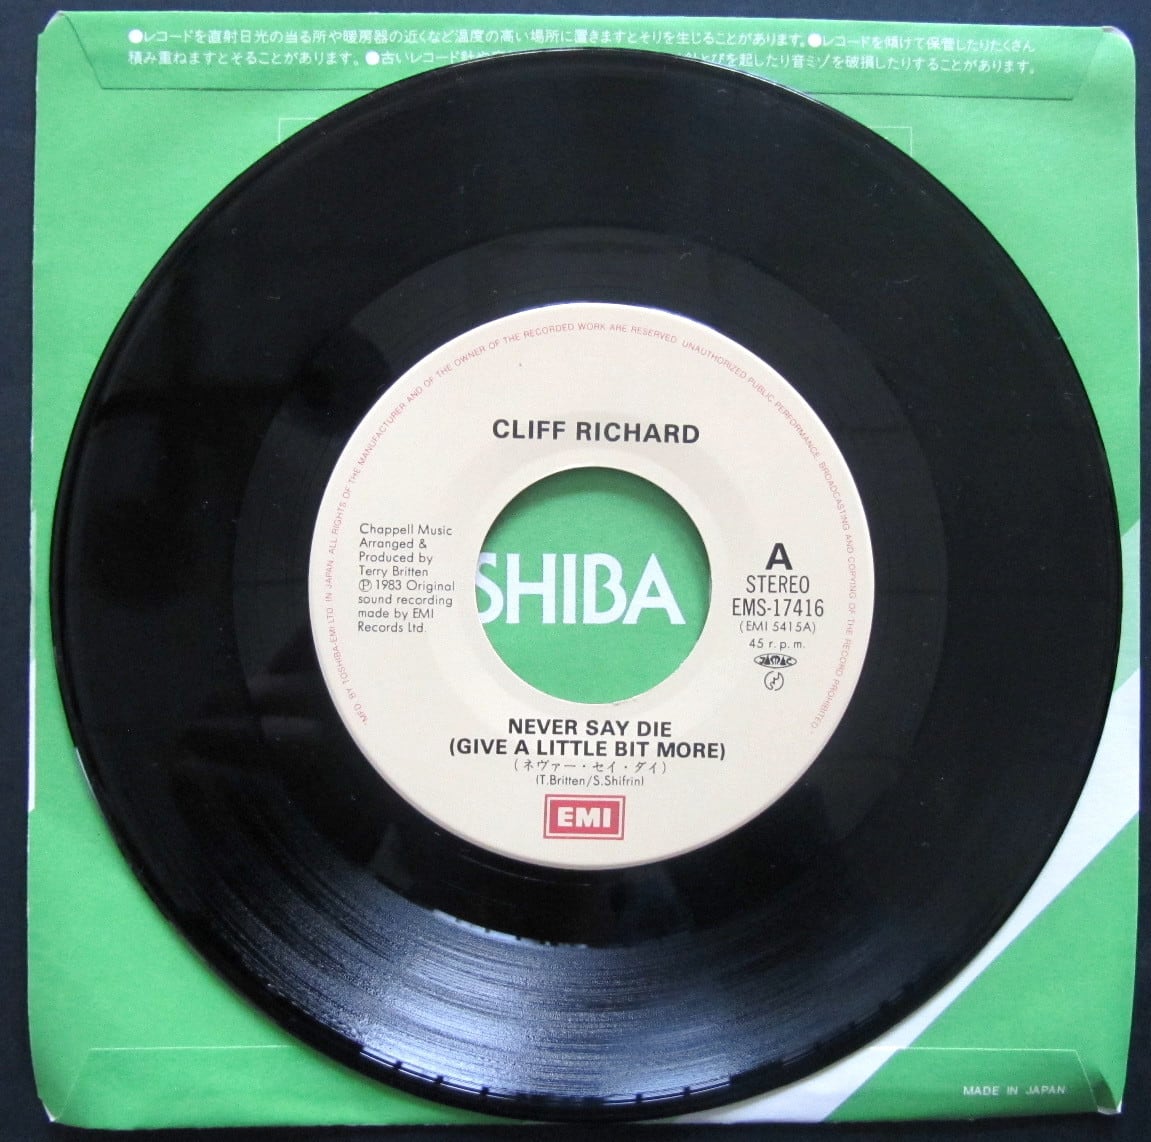 ●レコードを直射日光の当る所や暖房器の近くなど温度の高い場所に置きますとそりを生じることがあります。●レコードを傾けて保管したりたくさん
積み重ねますとそることがあります。●古いレコード針や
とびを起したり音ミゾを破損したりすることがあります。
"MFD. BY TOSHIBA-EMI LTD. IN JAPAN. ALL RIGHTS OF THE MANUFACTURER AND OF THE OWNER OF THE RECORDED WORK ARE RESERVED. UNAUTHORIZED PUBLIC PERFORMANCE, BROADCASTING AND COPYING OF THE RECORD PROHIBITED."
CLIFF RICHARD
Chappell Music
Arranged &
Produced by
Terry Britten
Ⓟ 1983 Original
sound recording
made by EMI
Records Ltd.
SHIBA
A
STEREO
EMS-17416
(EMI 5415A)
45 r.p.m.
JASRAC
NEVER SAY DIE
(GIVE A LITTLE BIT MORE)
(ネヴァー・セイ・ダイ)
(T.Britten/S.Shifrin)
EMI
MADE IN JAPAN